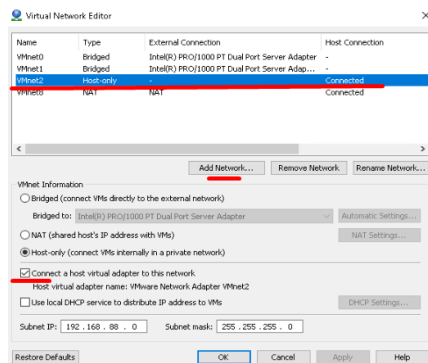 Virtual Network Editor
Name Type External Connection Host Connection
VMnet0 Bridged Intel(R) PRO/1000 PT Dual Port Server Adapter -
VMnet1 Bridged Intel(R) PRO/1000 PT Dual Port Server Adap... -
VMnet2 Host-only - Connected
VMnet8 NAT NAT Connected
Add Network... Remove Network Rename Network...
VMnet Information
Bridged (connect VMs directly to the external network)
Bridged to: Intel(R) PRO/1000 PT Dual Port Server Adapter Automatic Settings...
NAT (shared host's IP address with VMs) NAT Settings...
Host-only (connect VMs internally in a private network)
Connect a host virtual adapter to this network
Host virtual adapter name: VMware Network Adapter VMnet2
Use local DHCP service to distribute IP address to VMs DHCP Settings...
Subnet IP: 192 . 168 . 88 . 0 Subnet mask: 255 . 255 . 255 . 0
Restore Defaults OK Cancel Apply Help